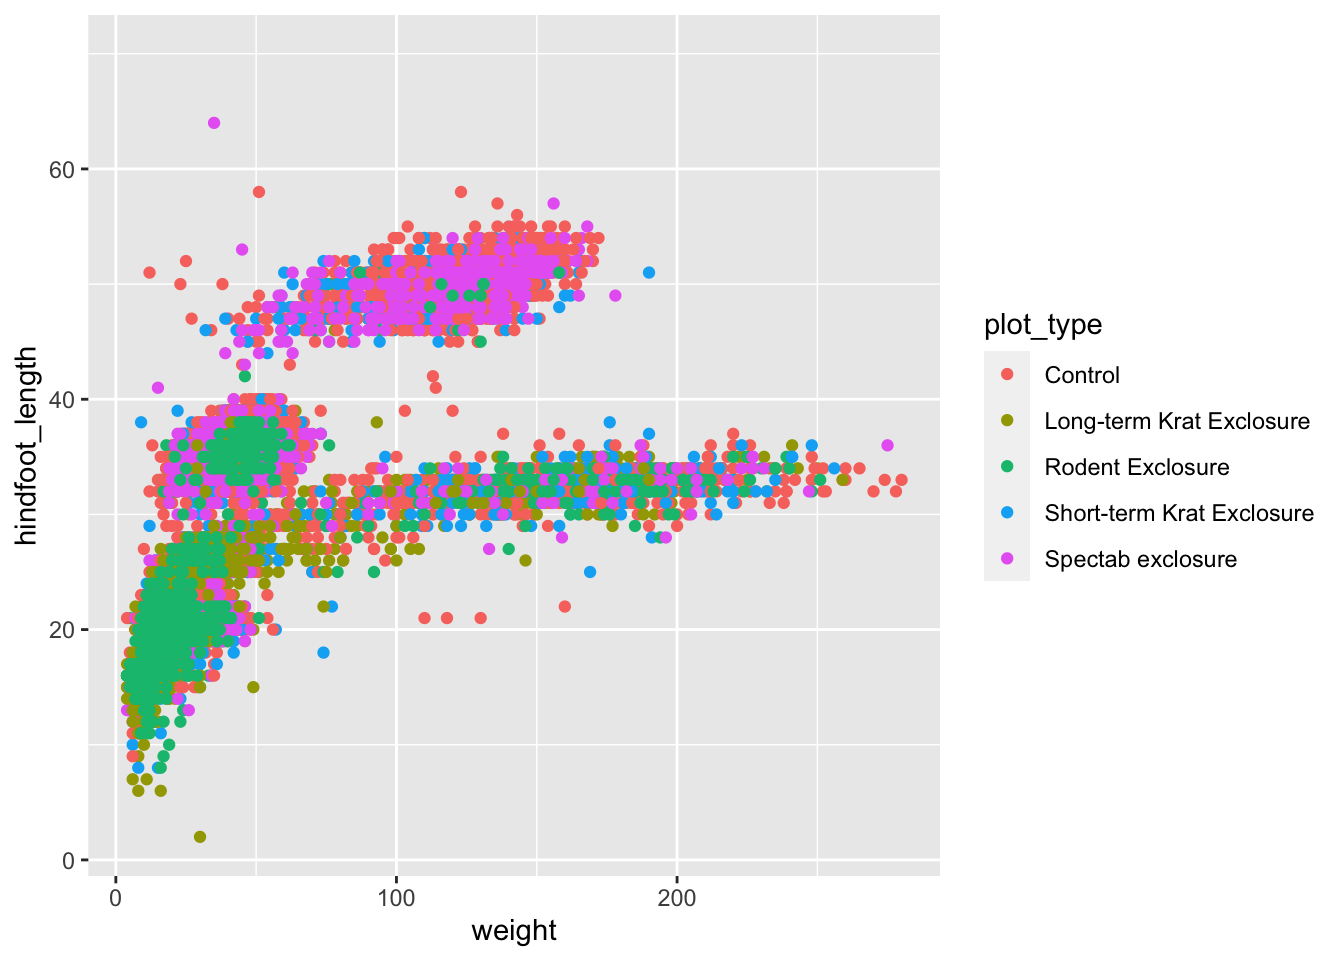 hindfoot_length
60
40
20
0
0
100
200
weight
plot_type
Control
Long-term Krat Exclosure
Rodent Exclosure
Short-term Krat Exclosure
Spectab exclosure